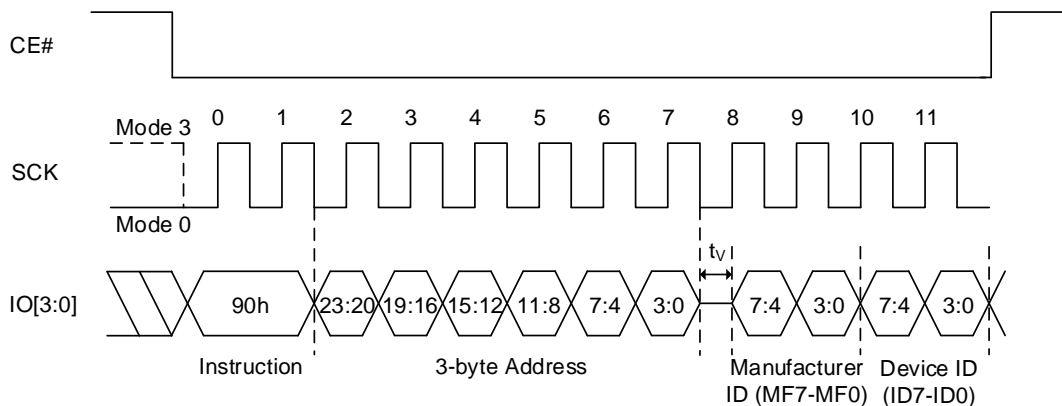 CE#
0 1 2 3 4 5 6 7 8 9 10 11
Mode 3
SCK
Mode 0
tV
IO[3:0] 90h 23:20 19:16 15:12 11:8 7:4 3:0 7:4 3:0 7:4 3:0
Instruction 3-byte Address Manufacturer Device ID
ID (MF7-MF0) (ID7-ID0)